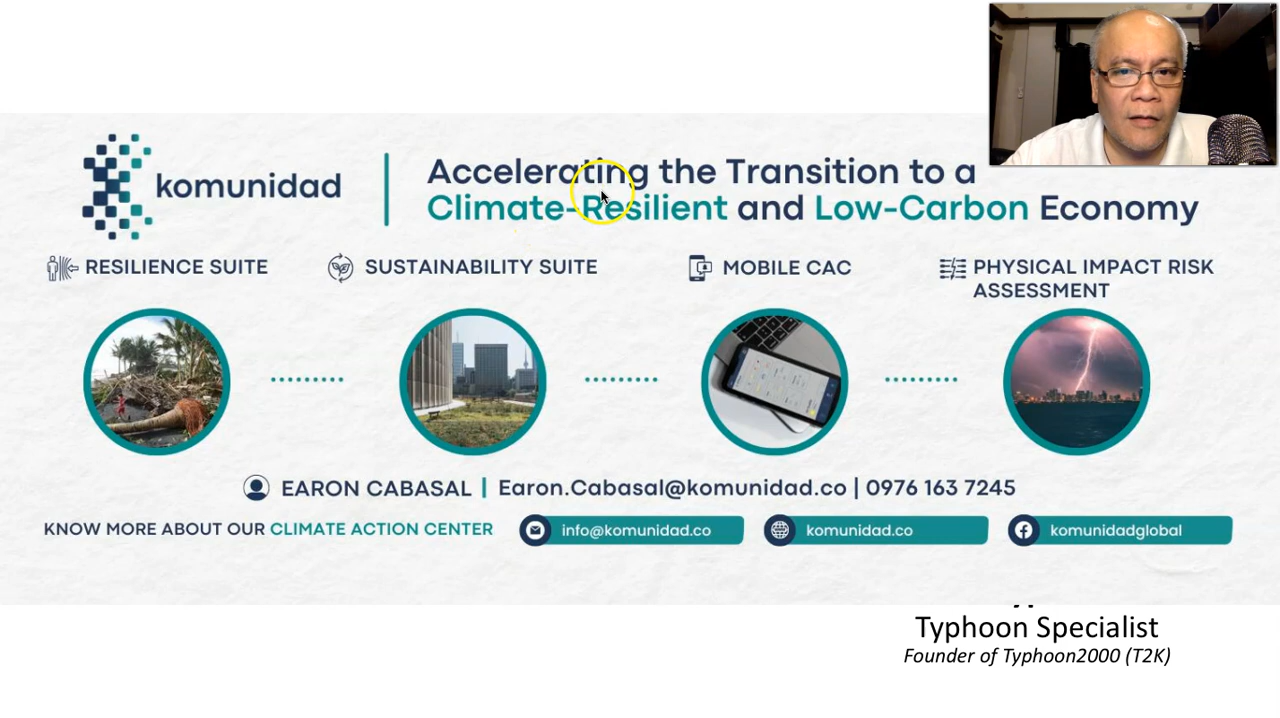 komunidad
Accelerating the Transition to a
Climate-Resilient and Low-Carbon Economy
RESILIENCE SUITE
SUSTAINABILITY SUITE
MOBILE CAC
PHYSICAL IMPACT RISK
ASSESSMENT
EARON CABASAL | Earon.Cabasal@komunidad.co | 0976 163 7245
KNOW MORE ABOUT OUR CLIMATE ACTION CENTER
info@komunidad.co
komunidad.co
komunidadglobal
Typhoon Specialist
Founder of Typhoon2000 (T2K)